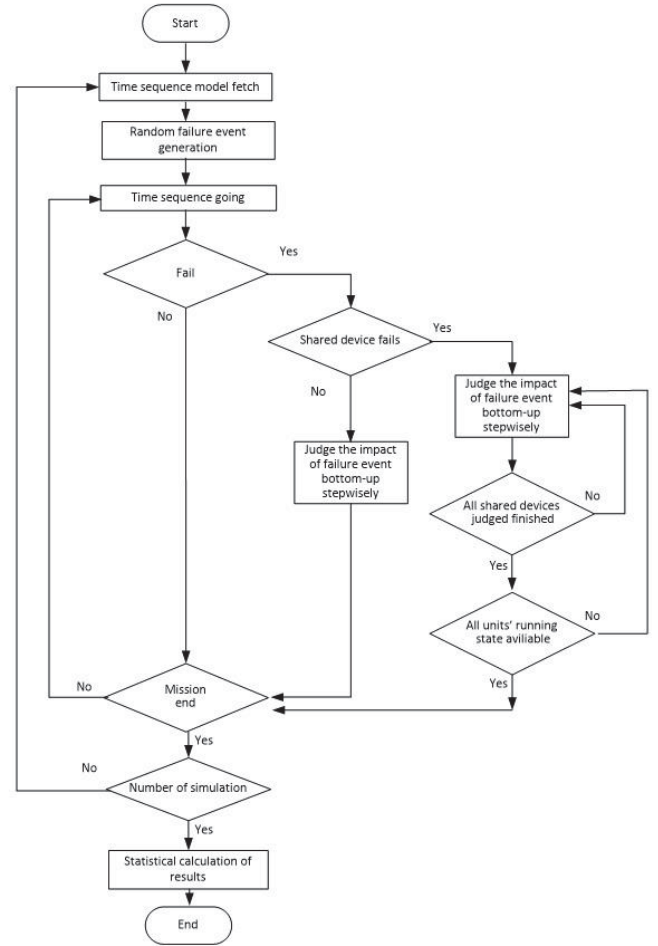 Start
Time sequence model fetch
Random failure event
generation
Time sequence going
Yes
Fail
No
Shared device fails
Yes
No
Judge the impact
of failure event
bottom-up
stepwisely
Judge the impact
of failure event
bottom-up
stepwisely
All shared devices
judged finished
No
Yes
All units' running
state aviliable
No
Yes
Mission
end
No
Yes
Number of simulation
No
Yes
Statistical calculation of
results
End